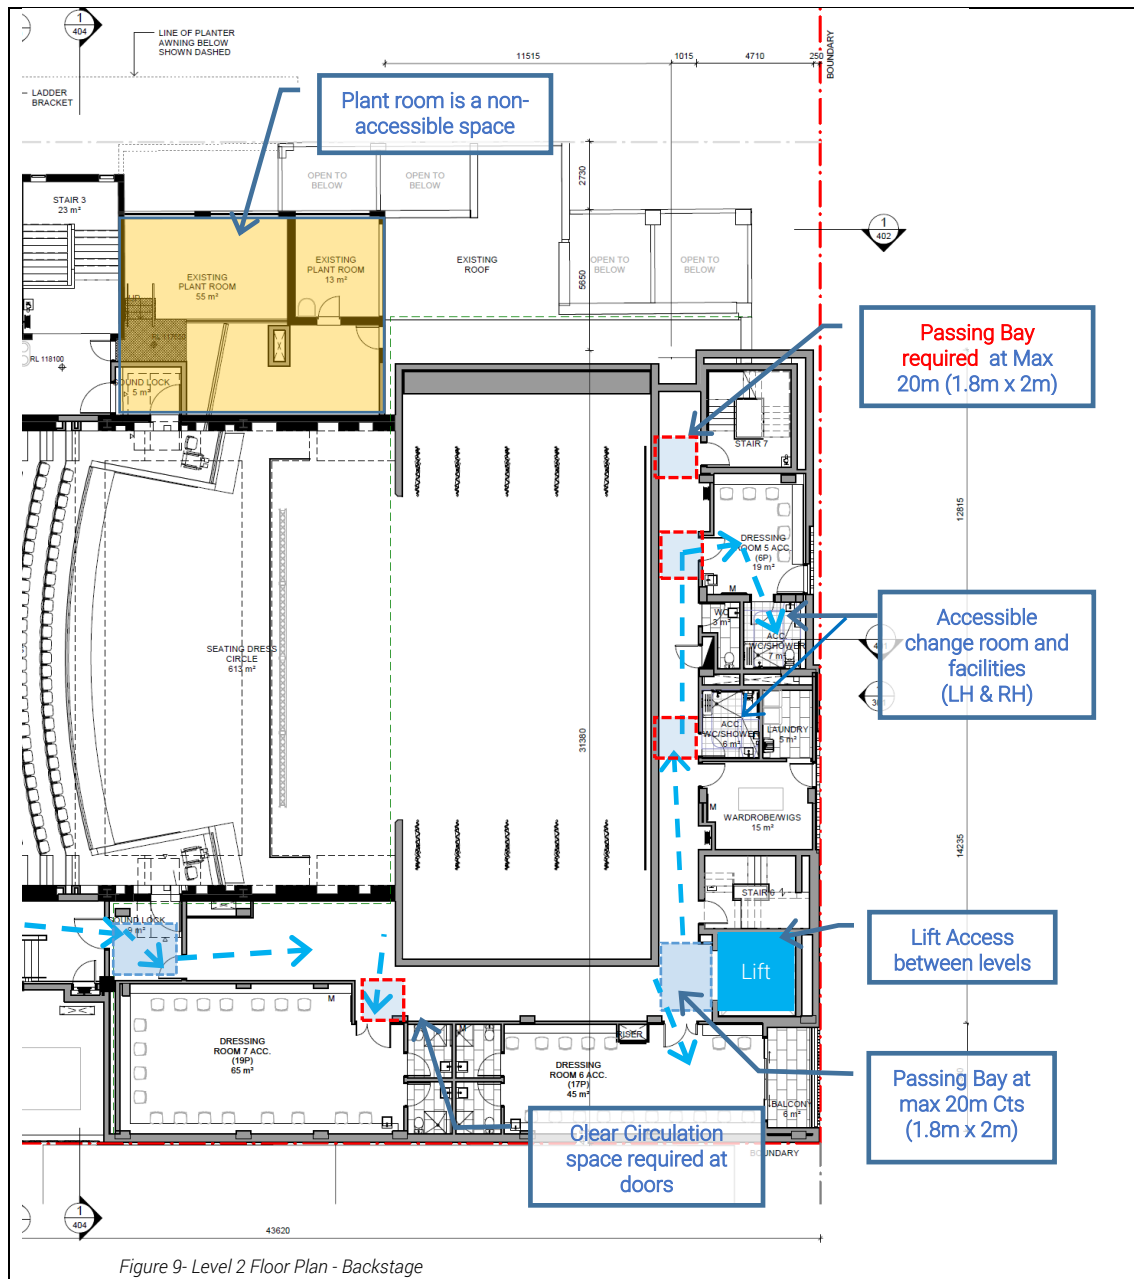 1
404
LINE OF PLANTER
AWNING BELOW
SHOWN DASHED
LADDER
BRACKET
11515
1015
4710
250
BOUNDARY
Plant room is a non-
accessible space
OPEN TO
BELOW
OPEN TO
BELOW
2730
STAIR 3
23 m²
1
402
EXISTING
PLANT ROOM
55 m²
EXISTING
PLANT ROOM
13 m²
EXISTING
ROOF
OPEN TO
BELOW
OPEN TO
BELOW
5650
UP
RL 118100
SOUND LOCK
5 m²
Passing Bay
required at Max
20m (1.8m x 2m)
STAIR 7
12815
DRESSING
ROOM 5 ACC.
(6P)
19 m²
M
WC
3 m²
ACC.
WC/SHOWER
7 m²
Accessible
change room and
facilities
(LH & RH)
SEATING DRESS
CIRCLE
613 m²
31380
ACC.
WC/SHOWER
6 m²
LAUNDRY
5 m²
M
WARDROBE/WIGS
15 m²
14235
STAIR 6
SOUND LOCK
9 m²
Lift
Lift Access
between levels
M
DRESSING
ROOM 7 ACC.
(19P)
65 m²
RISER
DRESSING
ROOM 6 ACC.
(17P)
45 m²
BALCONY
6 m²
Passing Bay at
max 20m Cts
(1.8m x 2m)
Clear Circulation
space required at
doors
BOUNDARY
1
404
43620
Figure 9- Level 2 Floor Plan - Backstage